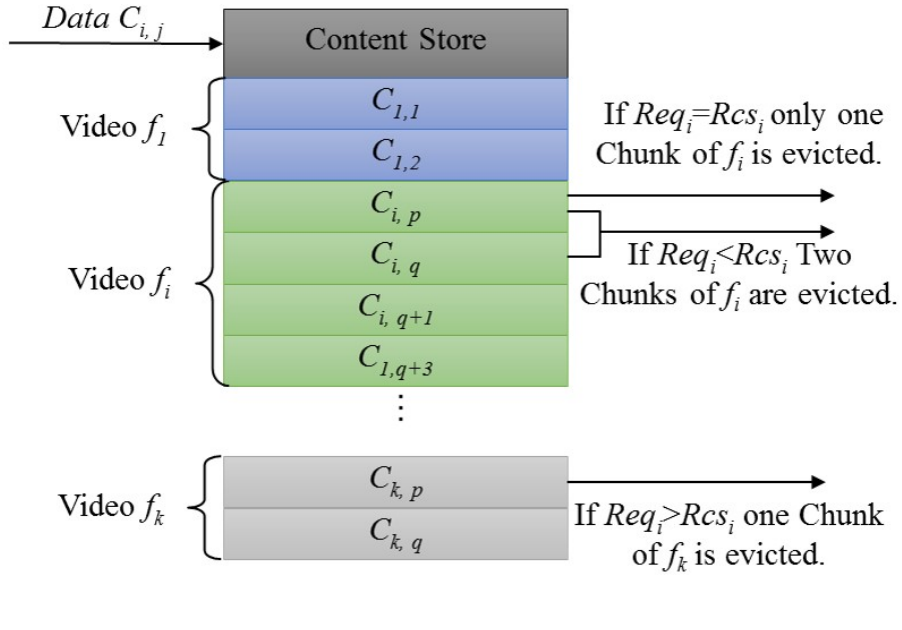 Data C_{i, j}
Content Store
Video f_1
C_{1,1}
C_{1,2}
If Req_i=Rcs_i only one
Chunk of f_i is evicted.
Video f_i
C_{i, p}
C_{i, q}
C_{i, q+1}
C_{1,q+3}
If Req_i<Rcs_i Two
Chunks of f_i are evicted.
⋮
Video f_k
C_{k, p}
C_{k, q}
If Req_i>Rcs_i one Chunk
of f_k is evicted.